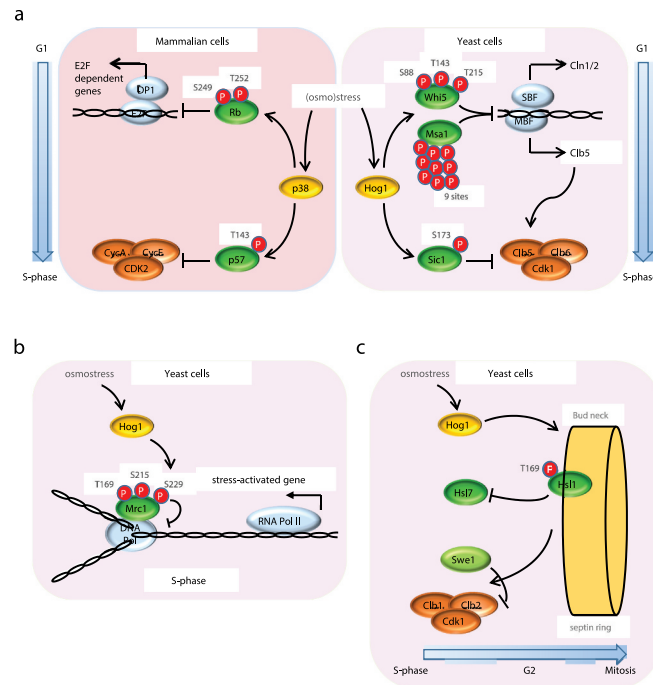 a
G1
Mammalian cells
Yeast cells
G1
E2F
dependent
genes
DP1
T252
S249
P
P
Rb
(osmo)stress
S88
T143
T215
P
P
P
Whi5
Msa1
P P P
P P P
P P P
9 sites
SBF
MBF
Cln1/2
Clb5
p38
Hog1
T143
P
p57
CycA
CycE
CDK2
S173
P
Sic1
Clb5
Clb6
Cdk1
S-phase
S-phase
b
osmostress
Yeast cells
Hog1
T169
S215
S229
P
P
P
Mrc1
DNA
Pol
stress-activated gene
RNA Pol II
S-phase
c
osmostress
Yeast cells
Hog1
Bud neck
T169
P
Hsl1
Hsl7
Swe1
Clb1
Clb2
Cdk1
septin ring
S-phase
G2
Mitosis